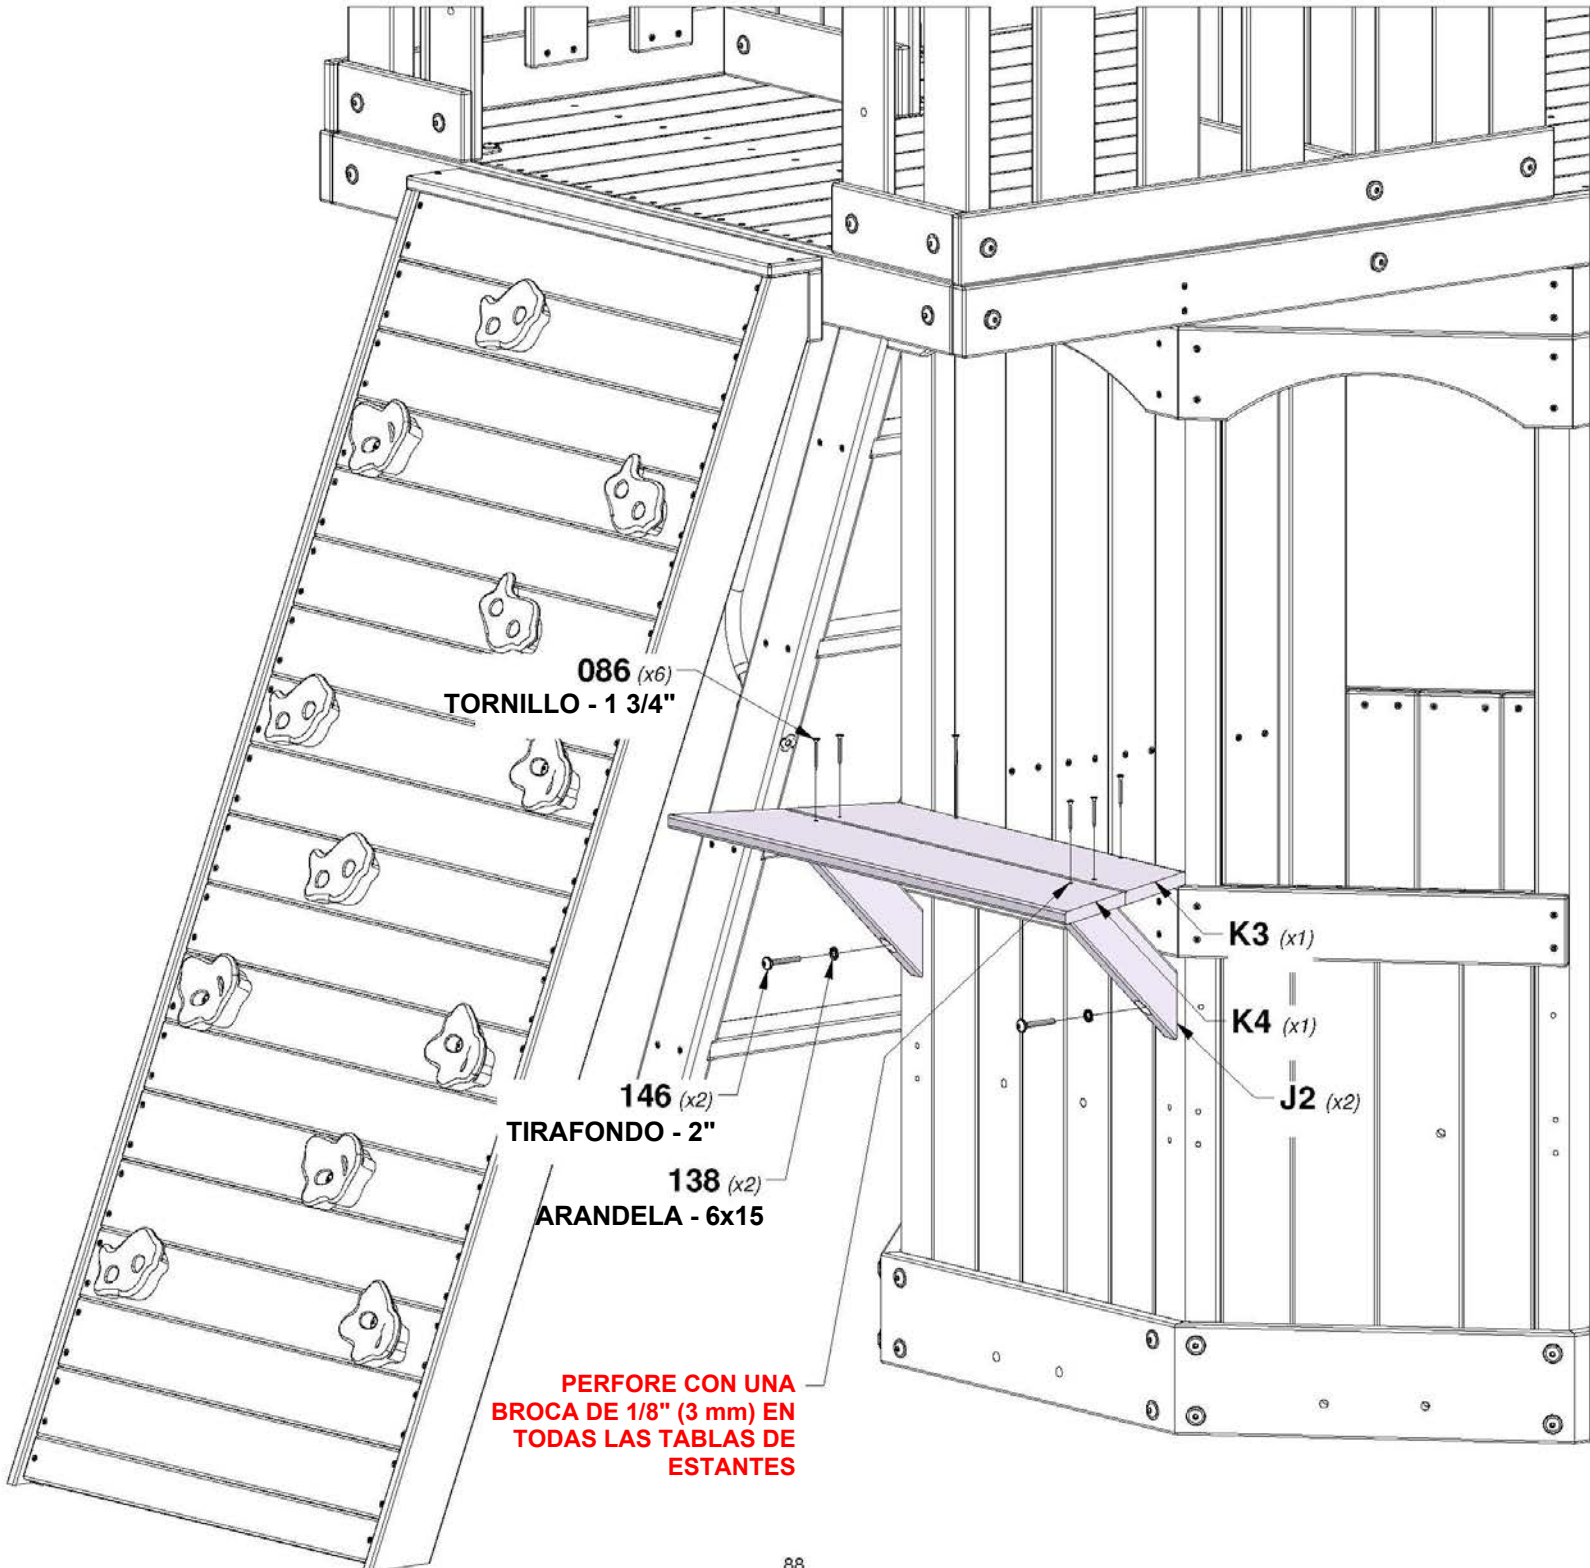 086 (x6)
TORNILLO - 1 3/4"
K3 (x1)
K4 (x1)
J2 (x2)
146 (x2)
TIRAFONDO - 2"
138 (x2)
ARANDELA - 6x15
PERFORE CON UNA
BROCA DE 1/8" (3 mm) EN
TODAS LAS TABLAS DE
ESTANTES
88